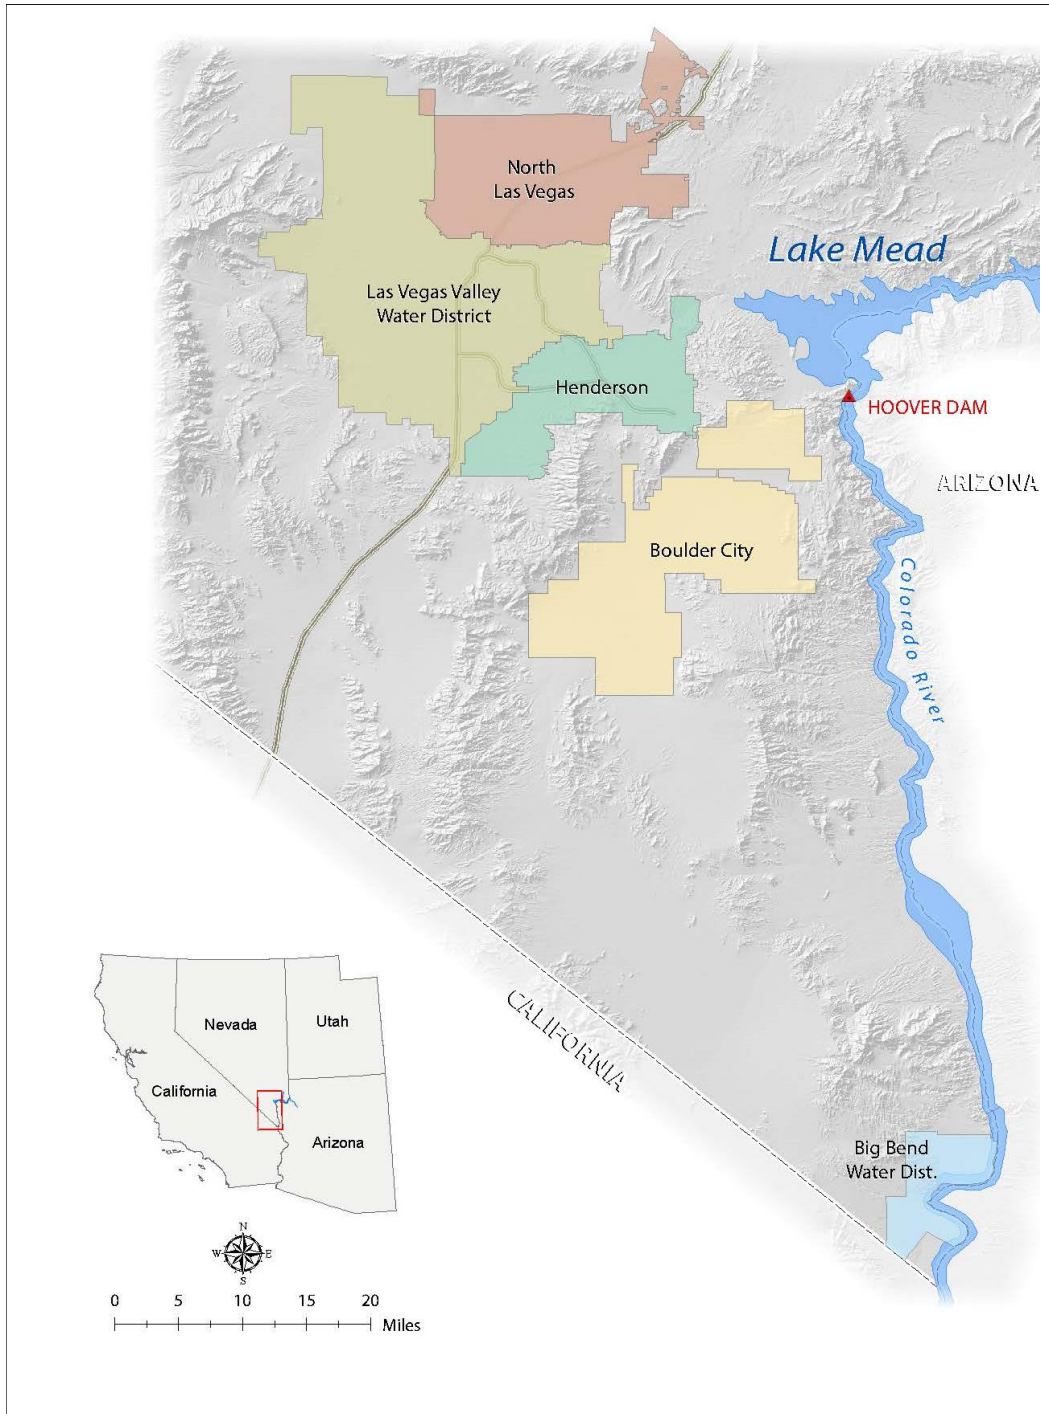 North
Las Vegas
Lake Mead
Las Vegas Valley
Water District
Henderson
HOOVER DAM
ARIZONA
Boulder City
Colorado River
CALIFORNIA
Nevada
Utah
California
Arizona
Big Bend
Water Dist.
N
W
E
S
0 5 10 15 20
Miles